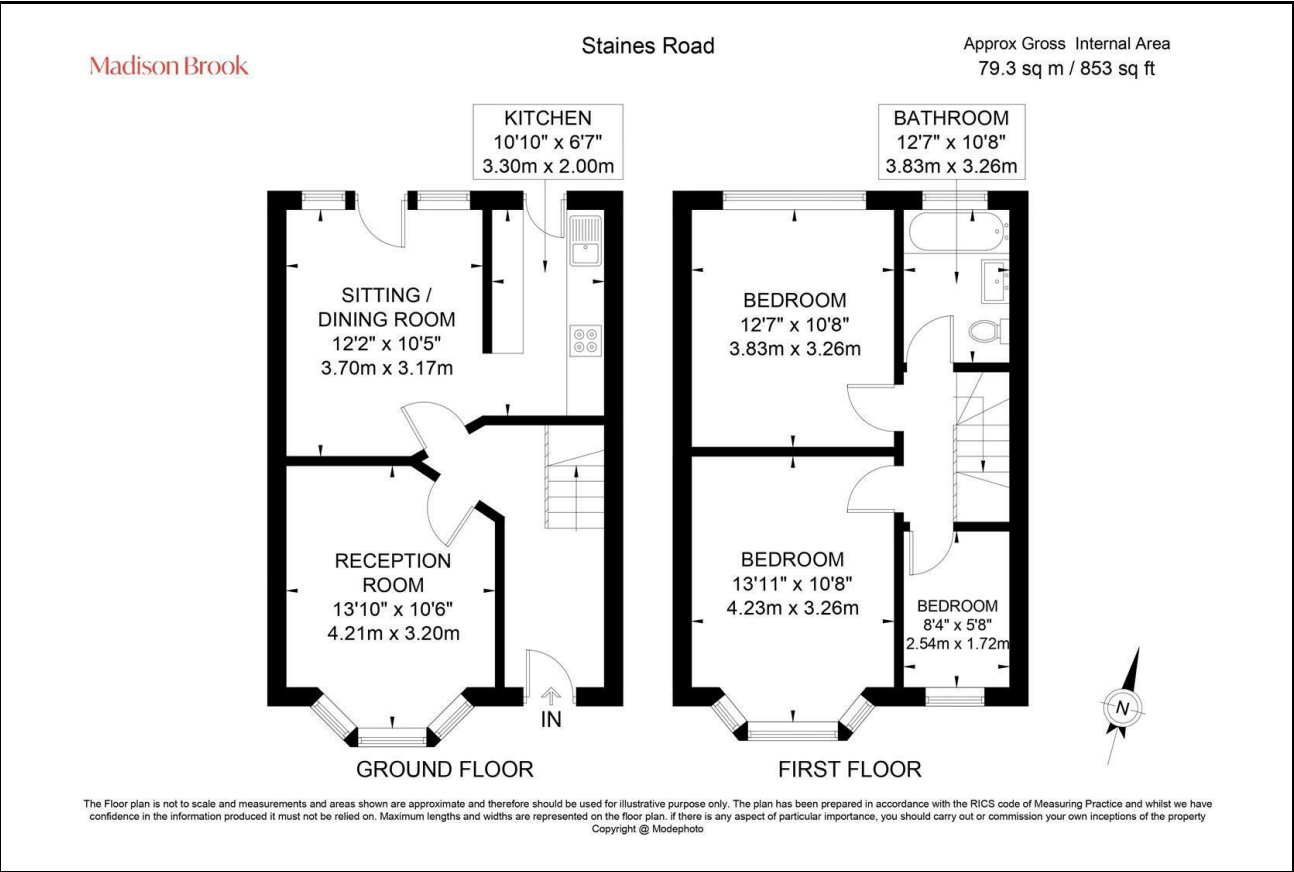 Madison Brook
Staines Road
Approx Gross Internal Area
79.3 sq m / 853 sq ft
KITCHEN
10'10" x 6'7"
3.30m x 2.00m
SITTING /
DINING ROOM
12'2" x 10'5"
3.70m x 3.17m
RECEPTION
ROOM
13'10" x 10'6"
4.21m x 3.20m
IN
GROUND FLOOR
BATHROOM
12'7" x 10'8"
3.83m x 3.26m
BEDROOM
12'7" x 10'8"
3.83m x 3.26m
BEDROOM
13'11" x 10'8"
4.23m x 3.26m
BEDROOM
8'4" x 5'8"
2.54m x 1.72m
FIRST FLOOR
N
The Floor plan is not to scale and measurements and areas shown are approximate and therefore should be used for illustrative purpose only. The plan has been prepared in accordance with the RICS code of Measuring Practice and whilst we have
confidence in the information produced it must not be relied on. Maximum lengths and widths are represented on the floor plan. if there is any aspect of particular importance, you should carry out or commission your own inceptions of the property
Copyright @ Modephoto